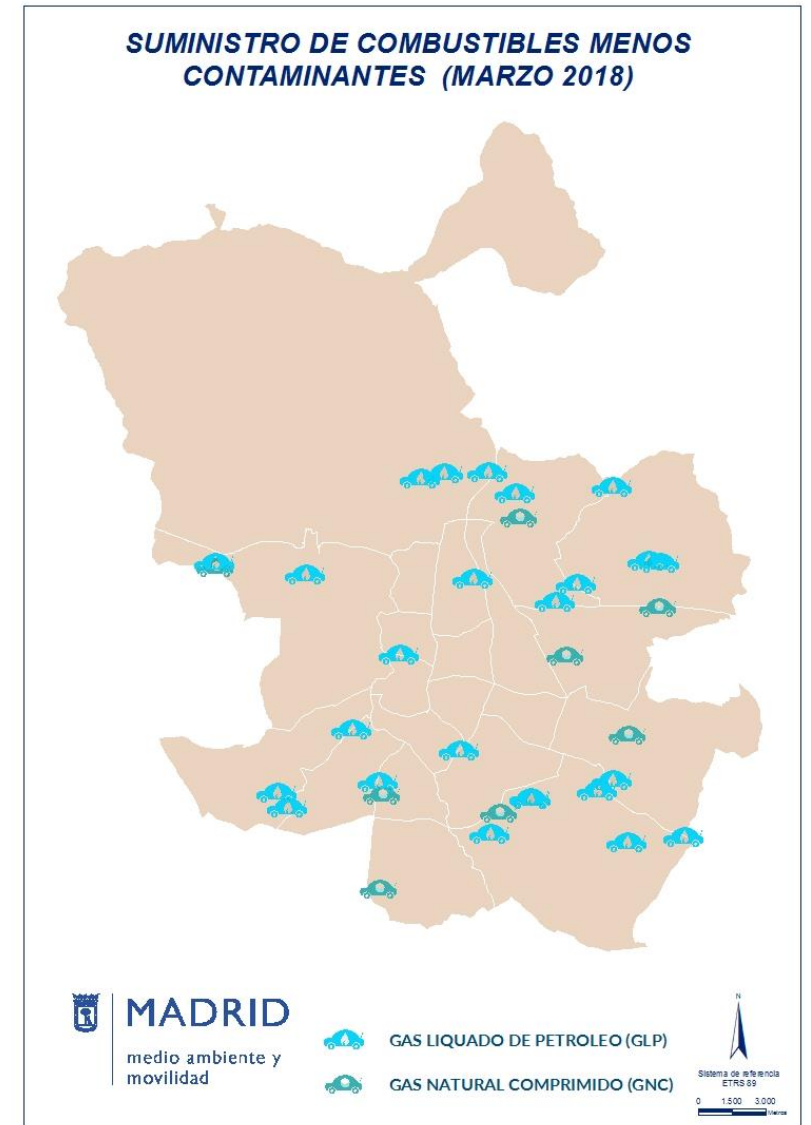 SUMINISTRO DE COMBUSTIBLES MENOS
CONTAMINANTES (MARZO 2018)
MADRID
medio ambiente y
movilidad
GAS LIQUADO DE PETROLEO (GLP)
GAS NATURAL COMPRIMIDO (GNC)
N
Sistema de referencia
ETRS 89
0 1.500 3.000
Metros